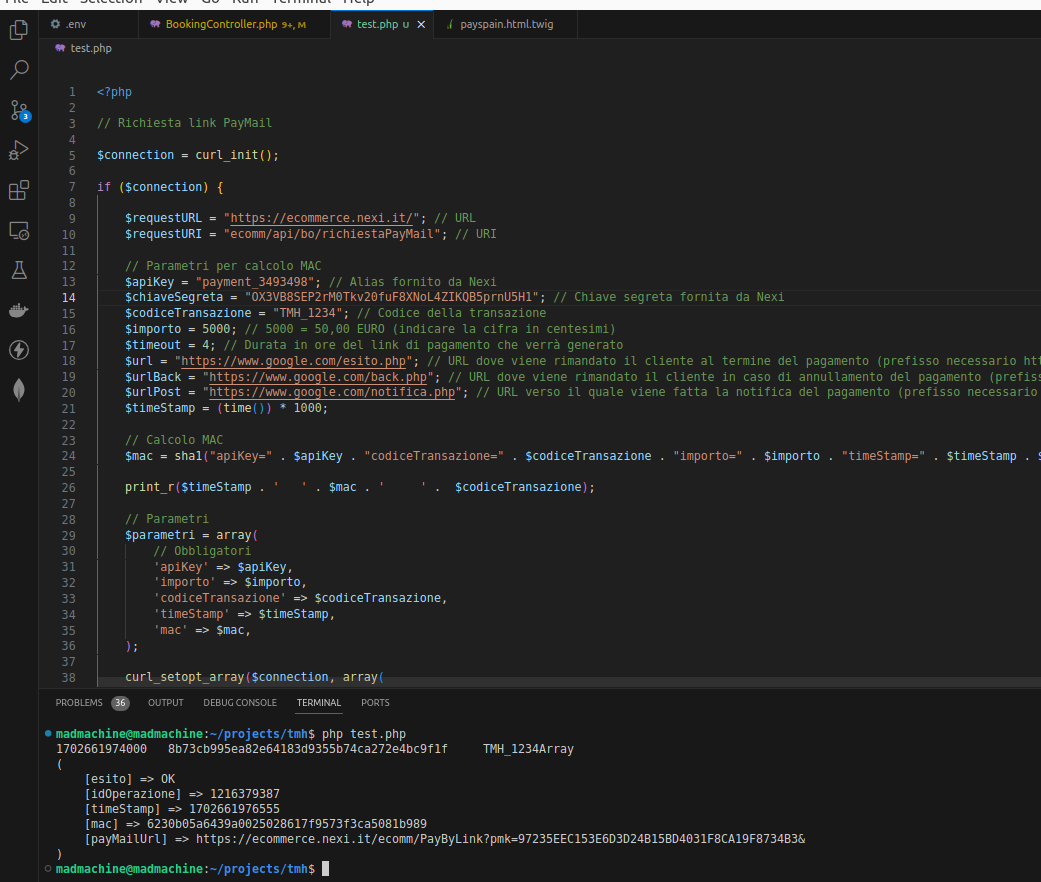 File Edit Selection View Go Run Terminal Help
.env BookingController.php 9+, M test.php U payspain.html.twig
test.php
1 <?php
2
3 // Richiesta link PayMail
4
5 $connection = curl_init();
6
7 if ($connection) {
8
9 $requestURL = "https://ecommerce.nexi.it/"; // URL
10 $requestURI = "ecomm/api/bo/richiestaPayMail"; // URI
11
12 // Parametri per calcolo MAC
13 $apiKey = "payment_3493498"; // Alias fornito da Nexi
14 $chiaveSegreta = "OX3VB8SEP2rM0Tkv20fuF8XNoL4ZIKQB5prnU5H1"; // Chiave segreta fornita da Nexi
15 $codiceTransazione = "TMH_1234"; // Codice della transazione
16 $importo = 5000; // 5000 = 50,00 EURO (indicare la cifra in centesimi)
17 $timeout = 4; // Durata in ore del link di pagamento che verrà generato
18 $url = "https://www.google.com/esito.php"; // URL dove viene rimandato il cliente al termine del pagamento (prefisso necessario htt
19 $urlBack = "https://www.google.com/back.php"; // URL dove viene rimandato il cliente in caso di annullamento del pagamento (prefiss
20 $urlPost = "https://www.google.com/notifica.php"; // URL verso il quale viene fatta la notifica del pagamento (prefisso necessario
21 $timeStamp = (time()) * 1000;
22
23 // Calcolo MAC
24 $mac = sha1("apiKey=" . $apiKey . "codiceTransazione=" . $codiceTransazione . "importo=" . $importo . "timeStamp=" . $timeStamp . $
25
26 print_r($timeStamp . '   ' . $mac . '     ' .  $codiceTransazione);
27
28 // Parametri
29 $parametri = array(
30 // Obbligatori
31 'apiKey' => $apiKey,
32 'importo' => $importo,
33 'codiceTransazione' => $codiceTransazione,
34 'timeStamp' => $timeStamp,
35 'mac' => $mac,
36 );
37
38 curl_setopt_array($connection, array(
3
PROBLEMS 36 OUTPUT DEBUG CONSOLE TERMINAL PORTS
madmachine@madmachine:~/projects/tmh$ php test.php
1702661974000   8b73cb995ea82e64183d9355b74ca272e4bc9f1f     TMH_1234Array
(
[esito] => OK
[idOperazione] => 1216379387
[timeStamp] => 1702661976555
[mac] => 6230b05a6439a0025028617f9573f3ca5081b989
[payMailUrl] => https://ecommerce.nexi.it/ecomm/PayByLink?pmk=97235EEC153E6D3D24B15BD4031F8CA19F8734B3&
)
madmachine@madmachine:~/projects/tmh$